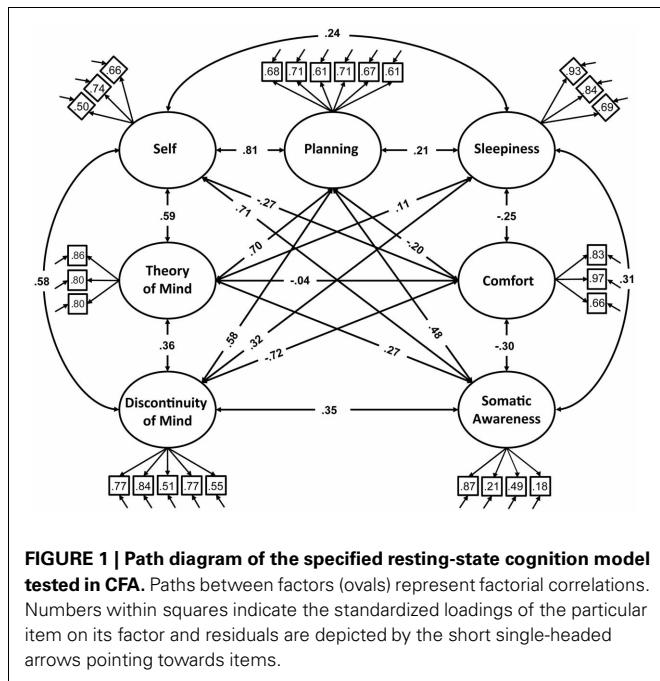 .24
.66
.74
.50
.68 .71 .61 .71 .67 .61
.93
.84
.69
Self
.81
Planning
.21
Sleepiness
.59
.71
-.27
.11
-.25
.70
-.20
.86
.80
.80
Theory
of Mind
-.04
Comfort
.83
.97
.66
.58
.31
.36
.58
.32
-.72
.27
.48
-.30
Discontinuity
of Mind
.35
Somatic
Awareness
.77 .84 .51 .77 .55
.87 .21 .49 .18
FIGURE 1 | Path diagram of the specified resting-state cognition model
tested in CFA. Paths between factors (ovals) represent factorial correlations.
Numbers within squares indicate the standardized loadings of the particular
item on its factor and residuals are depicted by the short single-headed
arrows pointing towards items.